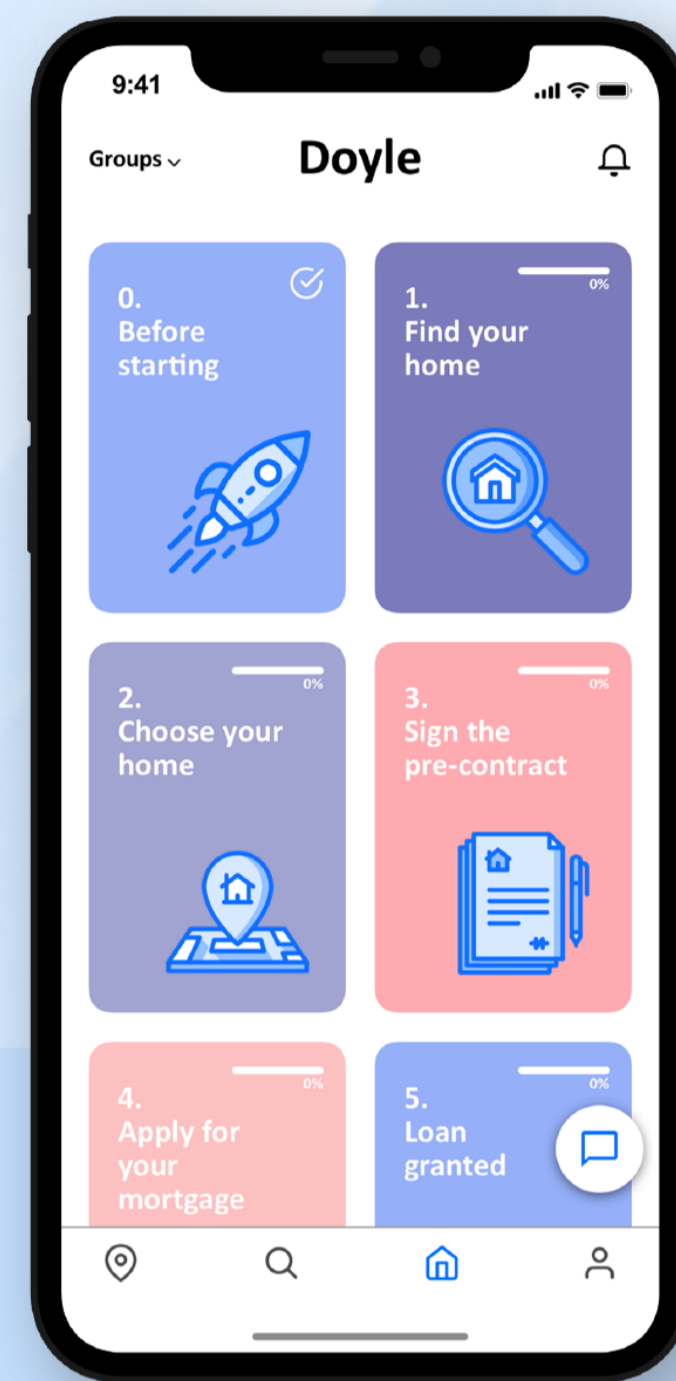 9:41
Groups
Doyle
0.
Before
starting
0%
1.
Find your
home
0%
2.
Choose your
home
0%
3.
Sign the
pre-contract
0%
4.
Apply for
your
mortgage
0%
5.
Loan
granted